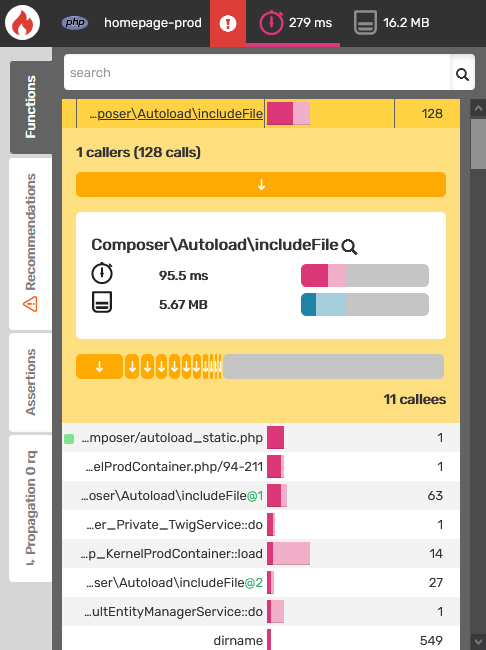 php homepage-prod 279 ms 16.2 MB
search
Functions
Recommendations
Assertions
Propagation 0 rq
…poser\Autoload\includeFile 128
1 callers (128 calls)
Composer\Autoload\includeFile
95.5 ms
5.67 MB
11 callees
…mposer/autoload_static.php 1
…elProdContainer.php/94-211 1
…oser\Autoload\includeFile@1 63
…er_Private_TwigService::do 1
…p_KernelProdContainer::load 14
…ser\Autoload\includeFile@2 27
…ultEntityManagerService::do 1
dirname 549